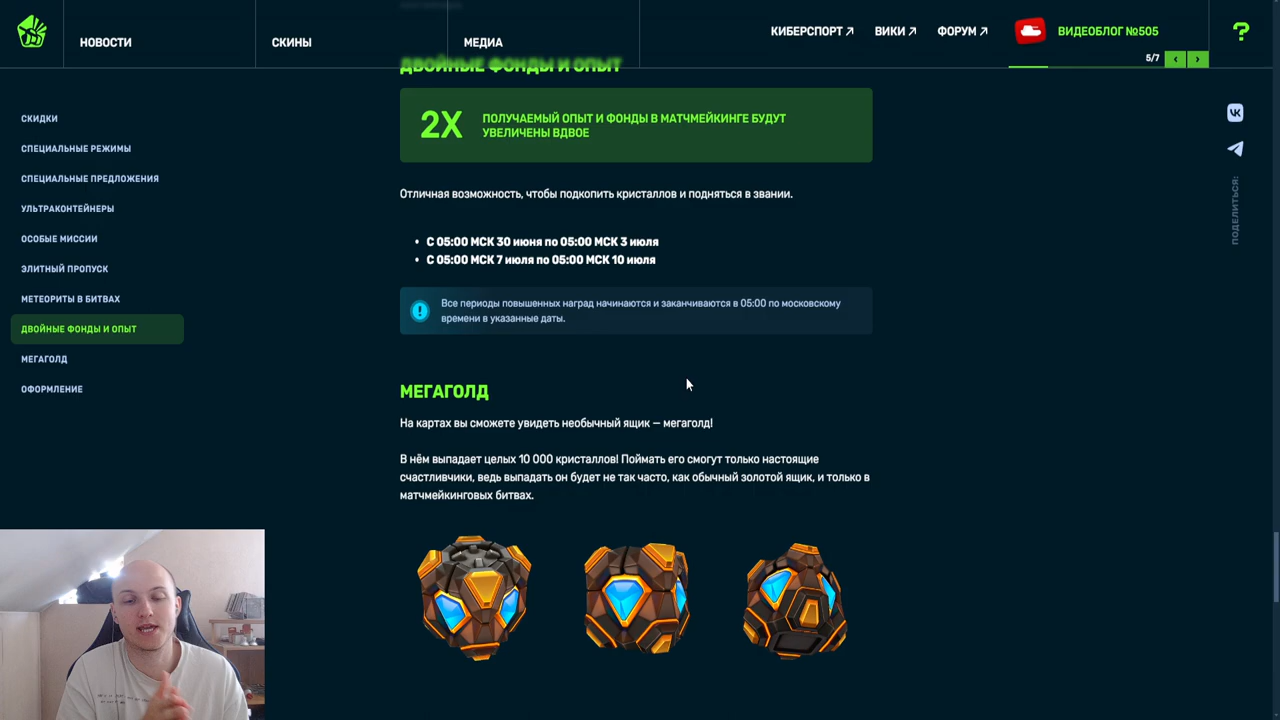 НОВОСТИ
СКИНЫ
МЕДИА
КИБЕРСПОРТ
ВИКИ
ФОРУМ
ВИДЕОБЛОГ №505
?
5/7
СКИДКИ
СПЕЦИАЛЬНЫЕ РЕЖИМЫ
СПЕЦИАЛЬНЫЕ ПРЕДЛОЖЕНИЯ
УЛЬТРАКОНТЕЙНЕРЫ
ОСОБЫЕ МИССИИ
ЭЛИТНЫЙ ПРОПУСК
МЕТЕОРИТЫ В БИТВАХ
ДВОЙНЫЕ ФОНДЫ И ОПЫТ
МЕГАГОЛД
ОФОРМЛЕНИЕ
ДВОЙНЫЕ ФОНДЫ И ОПЫТ
2X
ПОЛУЧАЕМЫЙ ОПЫТ И ФОНДЫ В МАТЧМЕЙКИНГЕ БУДУТ
УВЕЛИЧЕНЫ ВДВОЕ
Отличная возможность, чтобы подкопить кристаллов и подняться в звании.
• С 05:00 МСК 30 июня по 05:00 МСК 3 июля
• С 05:00 МСК 7 июля по 05:00 МСК 10 июля
Все периоды повышенных наград начинаются и заканчиваются в 05:00 по московскому
времени в указанные даты.
МЕГАГОЛД
На картах вы сможете увидеть необычный ящик — мегаголд!
В нём выпадает целых 10 000 кристаллов! Поймать его смогут только настоящие
счастливчики, ведь выпадать он будет не так часто, как обычный золотой ящик, и только в
матчмейкинговых битвах.
ПОДЕЛИТЬСЯ: